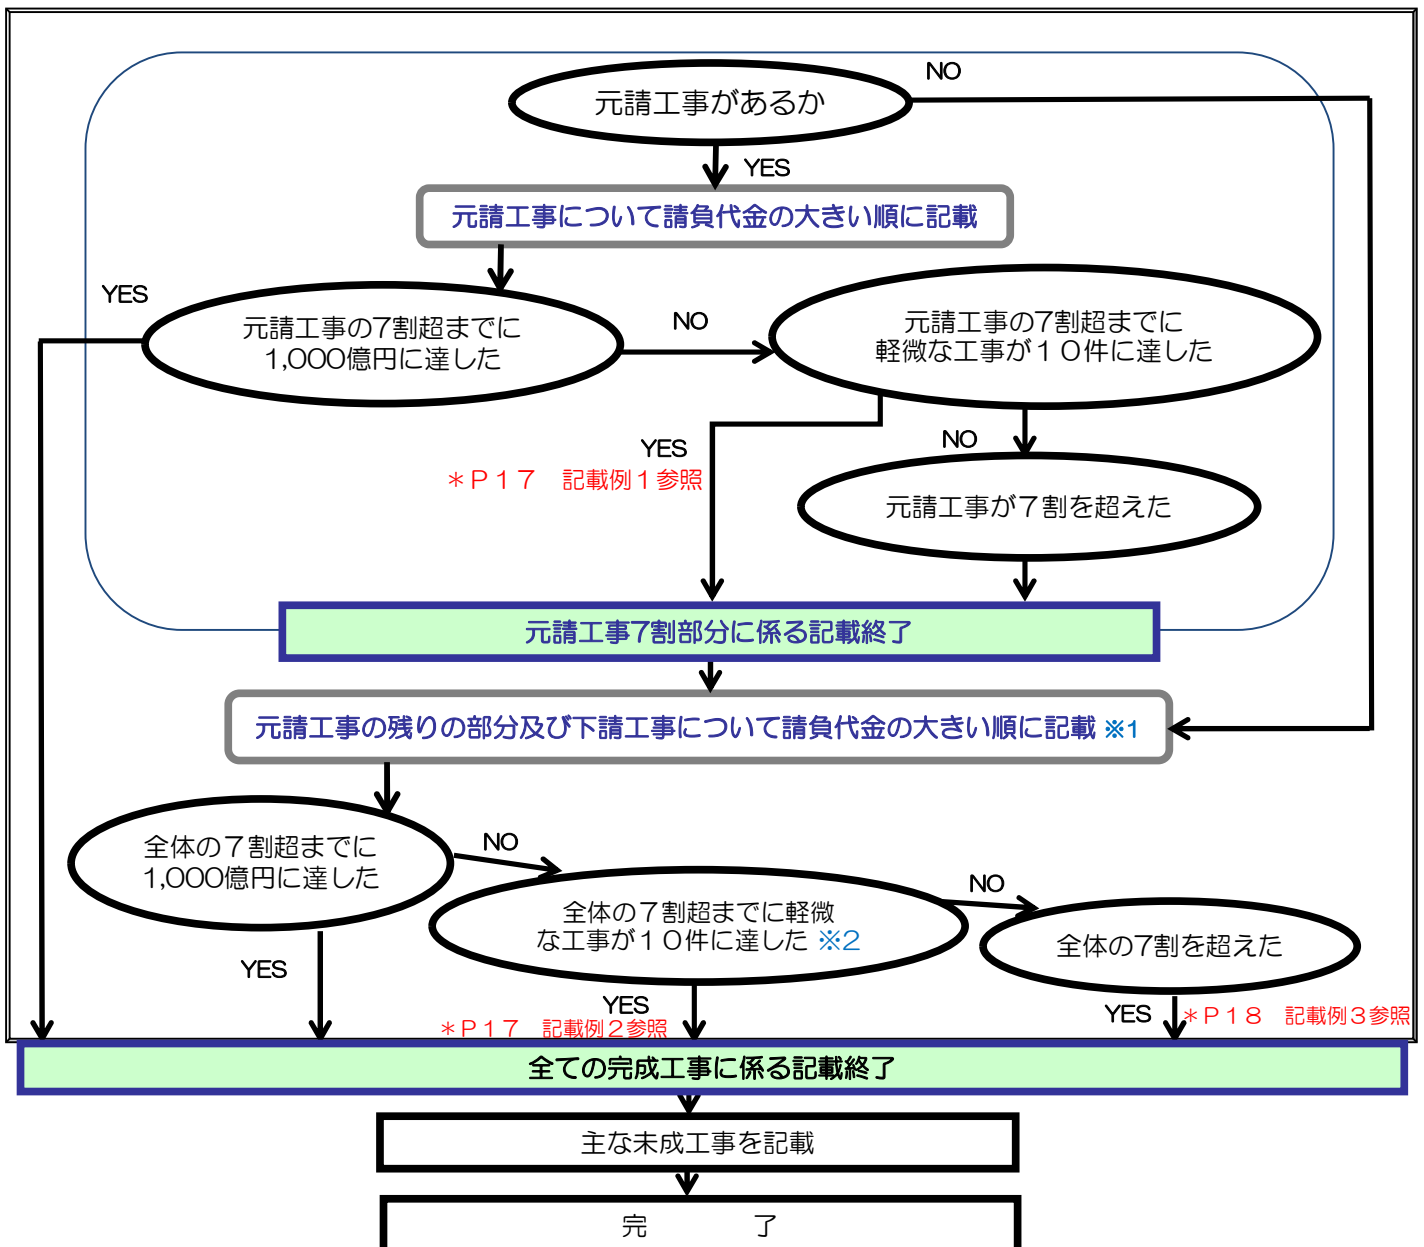 元請工事があるか
NO
YES
元請工事について請負代金の大きい順に記載
YES
元請工事の7割超までに
1,000億円に達した
NO
元請工事の7割超までに
軽微な工事が１０件に達した
YES
＊Ｐ１７　記載例１参照
NO
元請工事が７割を超えた
元請工事7割部分に係る記載終了
元請工事の残りの部分及び下請工事について請負代金の大きい順に記載 ※1
全体の７割超までに
1,000億円に達した
NO
全体の７割超までに軽微
な工事が１０件に達した ※2
NO
全体の7割を超えた
YES
YES
＊Ｐ１７　記載例２参照
YES
＊Ｐ１８　記載例３参照
全ての完成工事に係る記載終了
主な未成工事を記載
完　　　　了